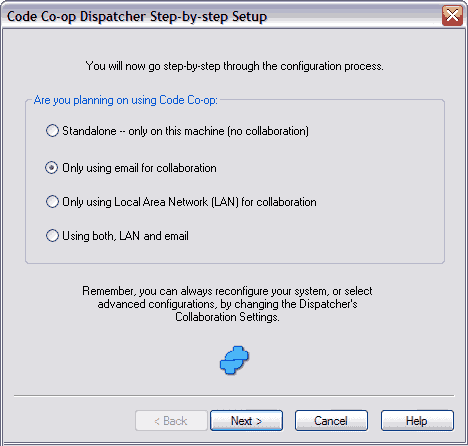 Code Co-op Dispatcher Step-by-step Setup
You will now go step-by-step through the configuration process.
Are you planning on using Code Co-op:
Standalone -- only on this machine (no collaboration)
Only using email for collaboration
Only using Local Area Network (LAN) for collaboration
Using both, LAN and email
Remember, you can always reconfigure your system, or select
advanced configurations, by changing the Dispatcher's
Collaboration Settings.
< Back Next > Cancel Help